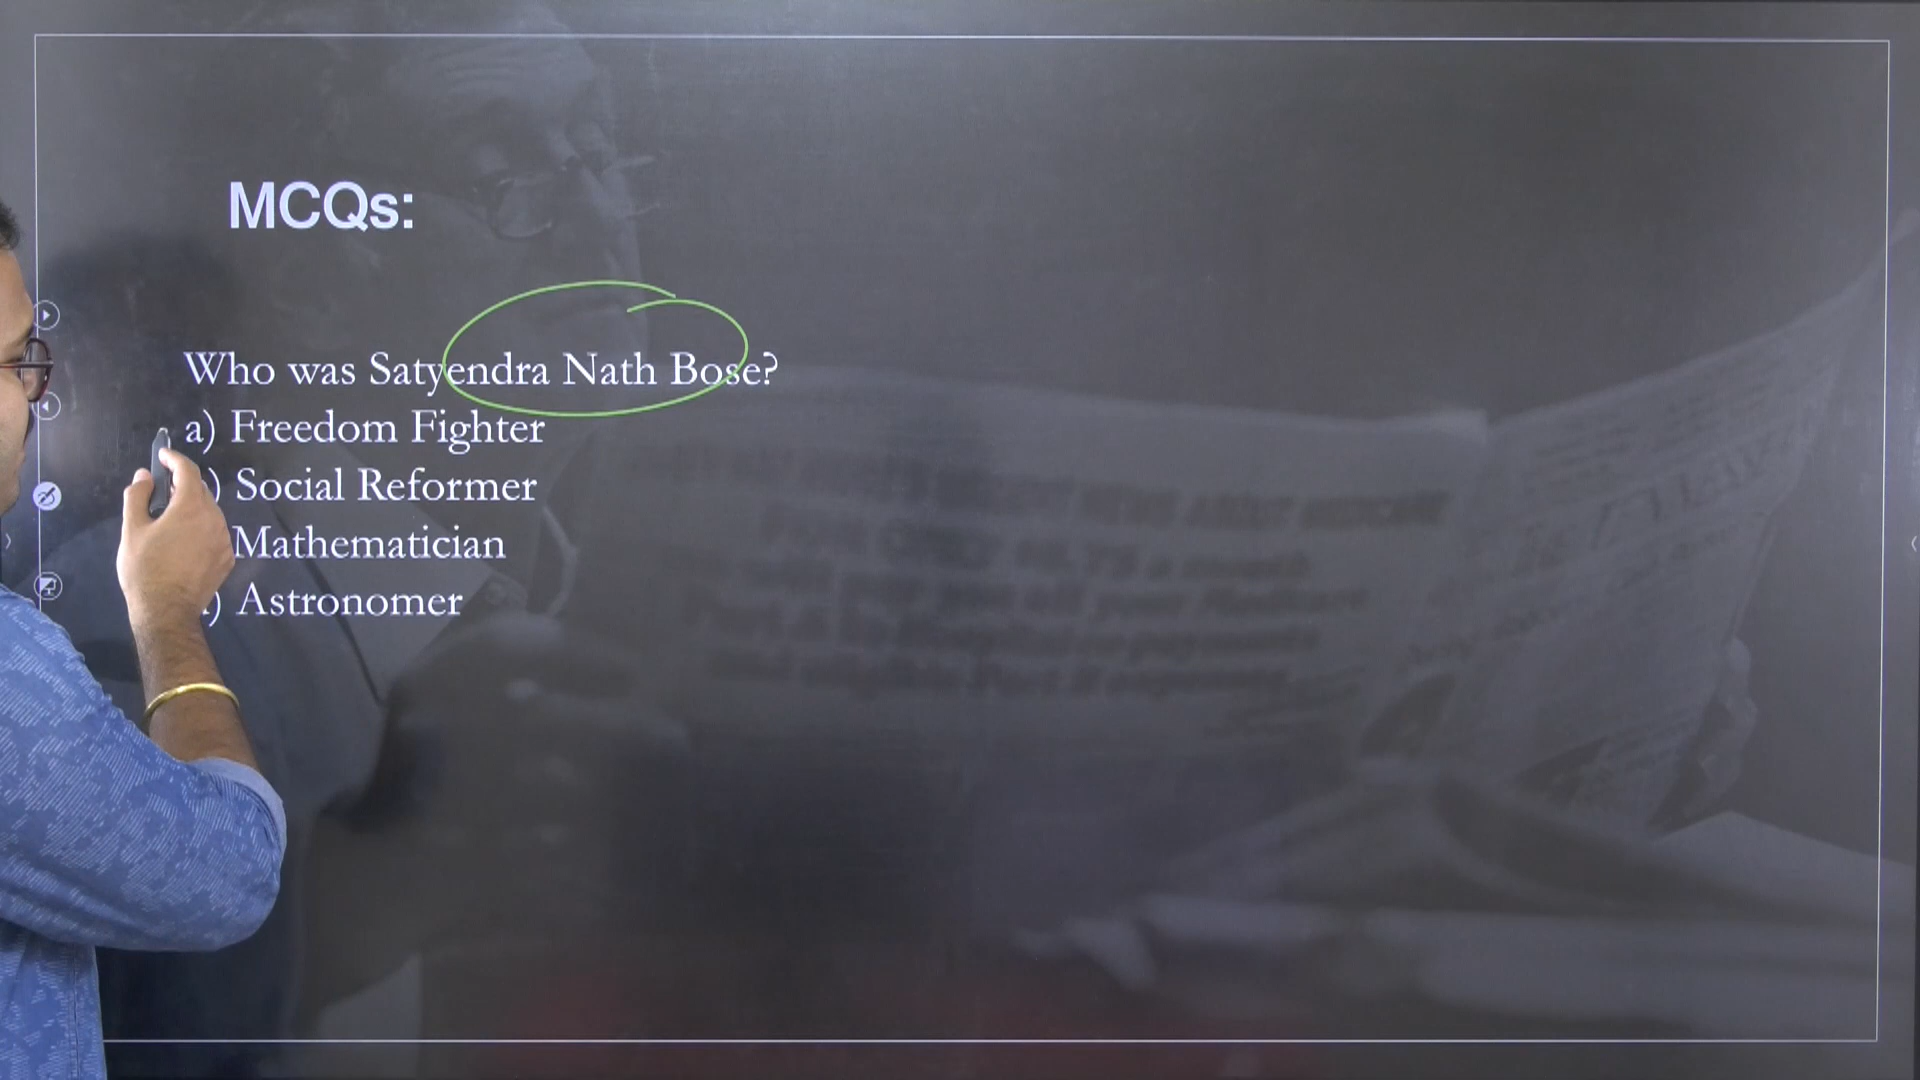 MCQs:
Who was Satyendra Nath Bose?
a) Freedom Fighter
) Social Reformer
Mathematician
) Astronomer